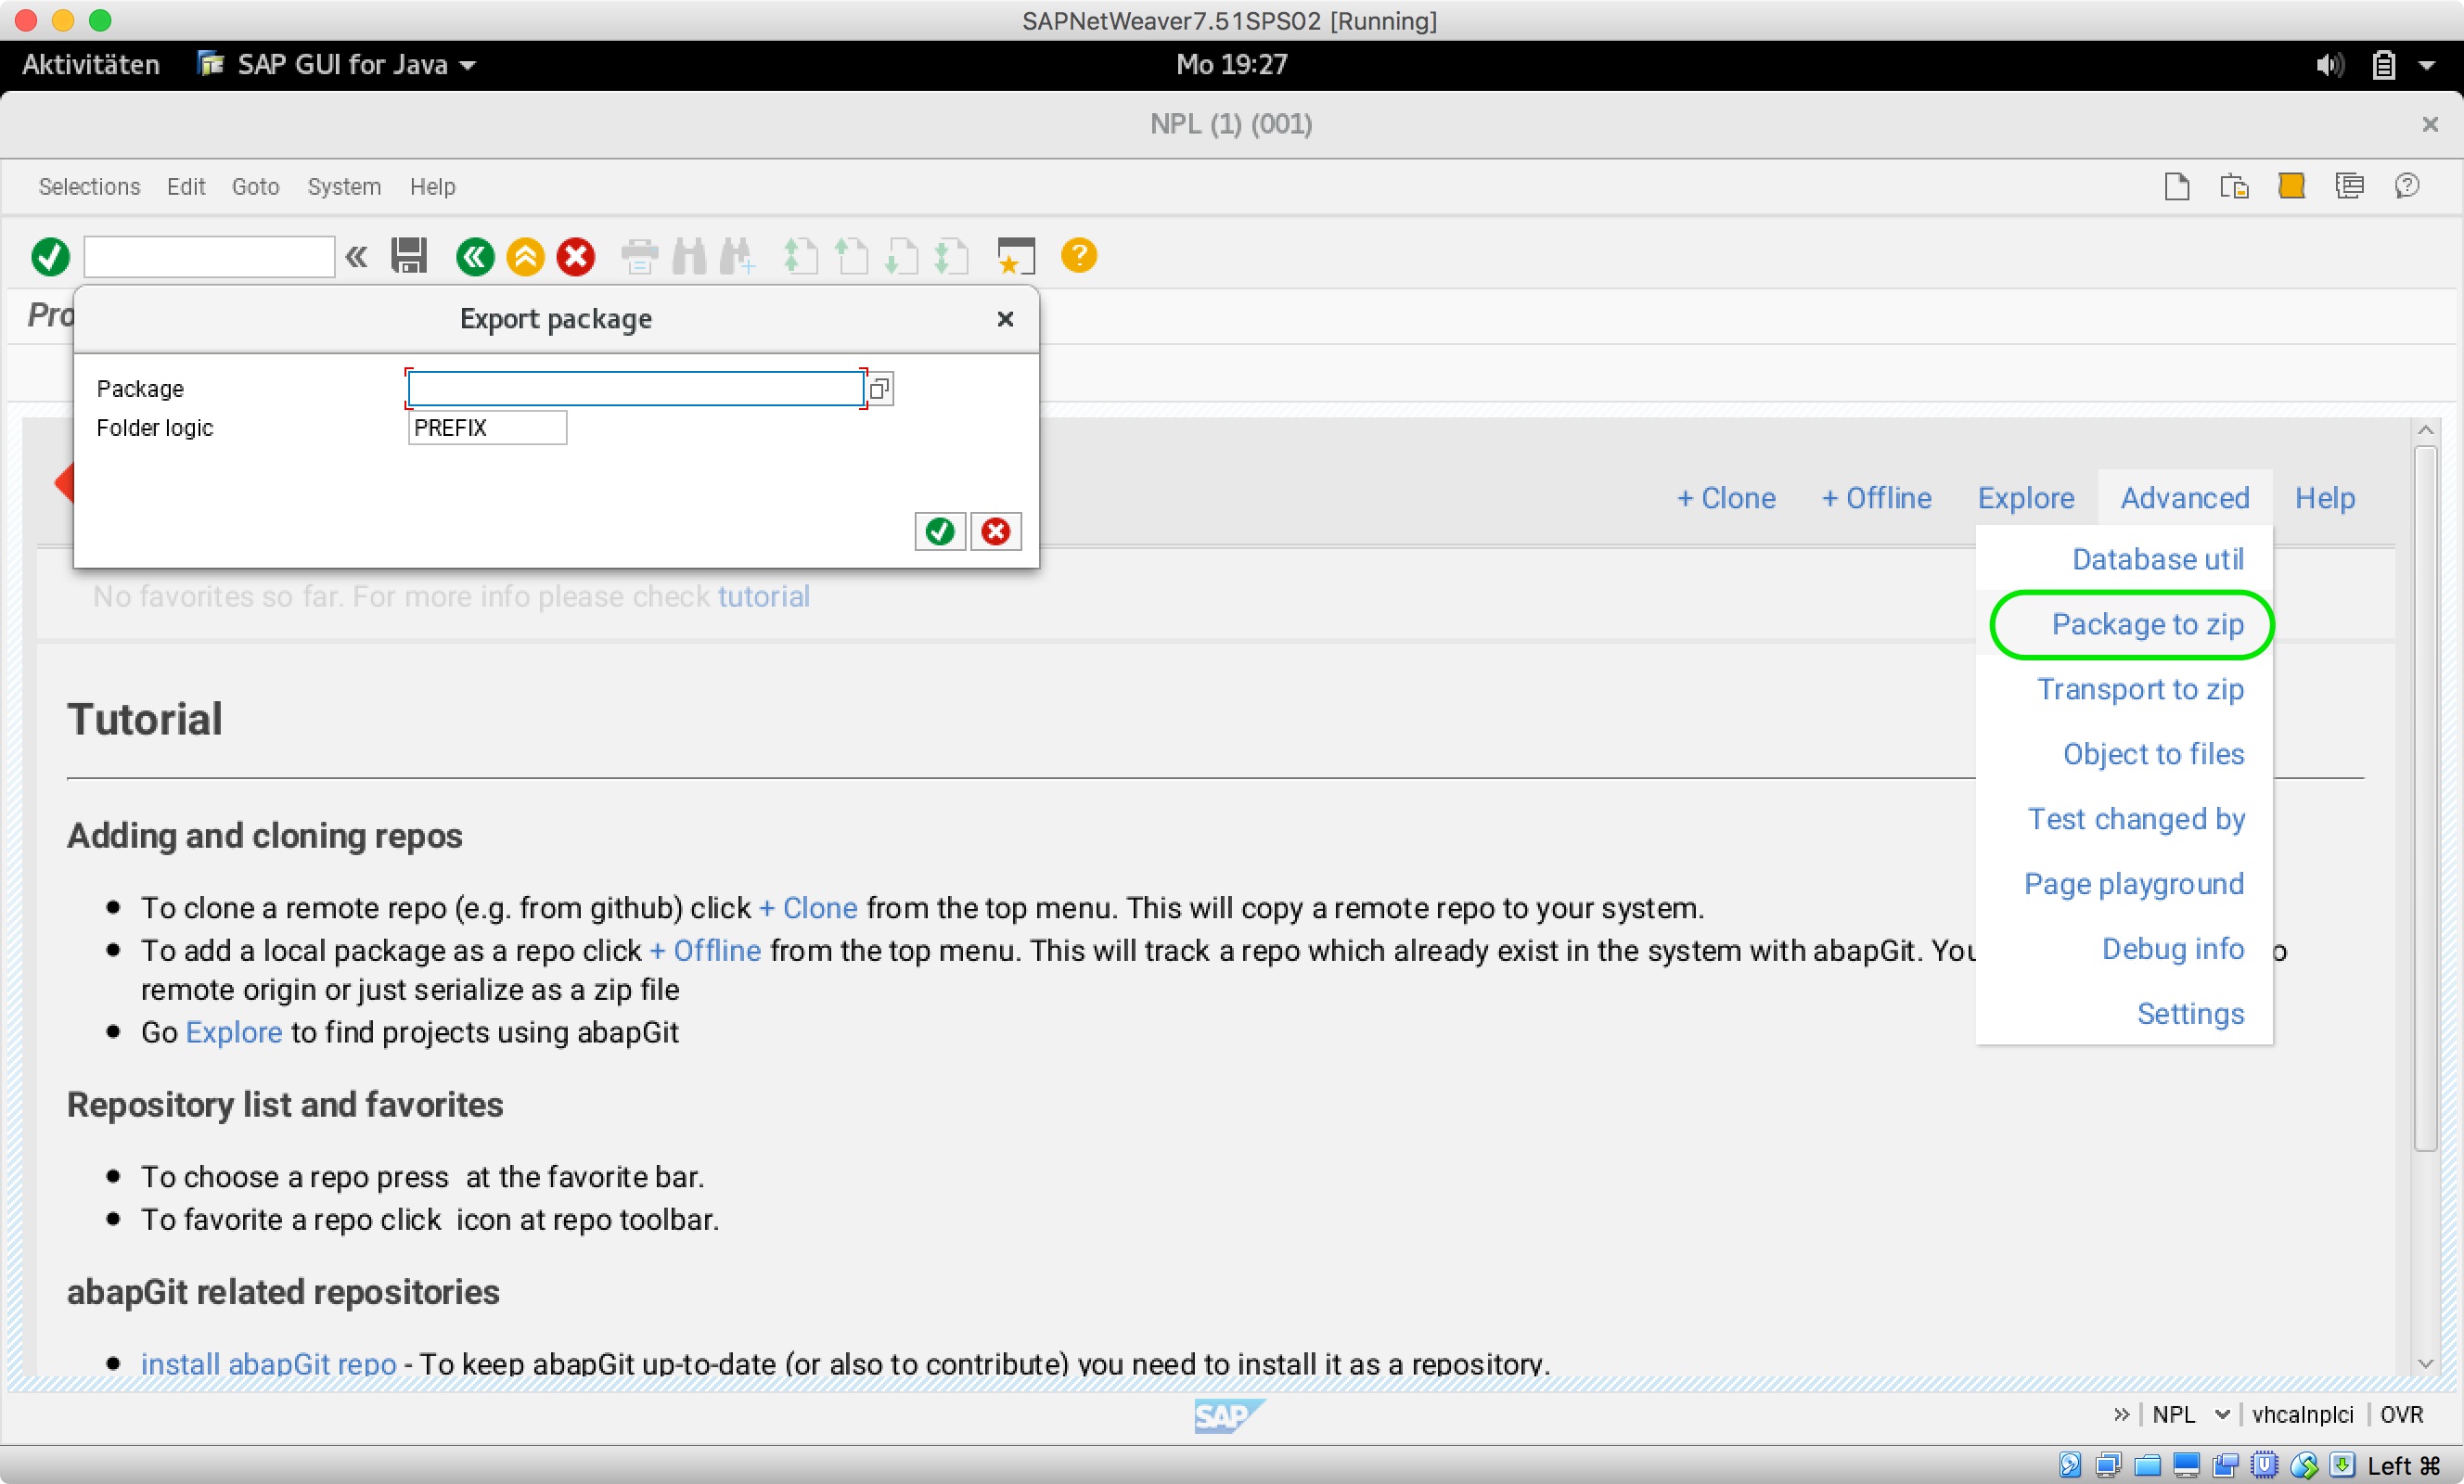 SAPNetWeaver7.51SPS02 [Running]
Aktivitäten SAP GUI for Java Mo 19:27
NPL (1) (001)
Selections Edit Goto System Help
Pro
Export package
Package
Folder logic PREFIX
+ Clone + Offline Explore Advanced Help
Database util
Package to zip
Transport to zip
Object to files
Test changed by
Page playground
Debug info
Settings
No favorites so far. For more info please check tutorial
Tutorial
Adding and cloning repos
To clone a remote repo (e.g. from github) click + Clone from the top menu. This will copy a remote repo to your system.
To add a local package as a repo click + Offline from the top menu. This will track a repo which already exist in the system with abapGit. You o
remote origin or just serialize as a zip file
Go Explore to find projects using abapGit
Repository list and favorites
To choose a repo press at the favorite bar.
To favorite a repo click icon at repo toolbar.
abapGit related repositories
install abapGit repo - To keep abapGit up-to-date (or also to contribute) you need to install it as a repository.
SAP
NPL vhcalnplci OVR
Left ⌘